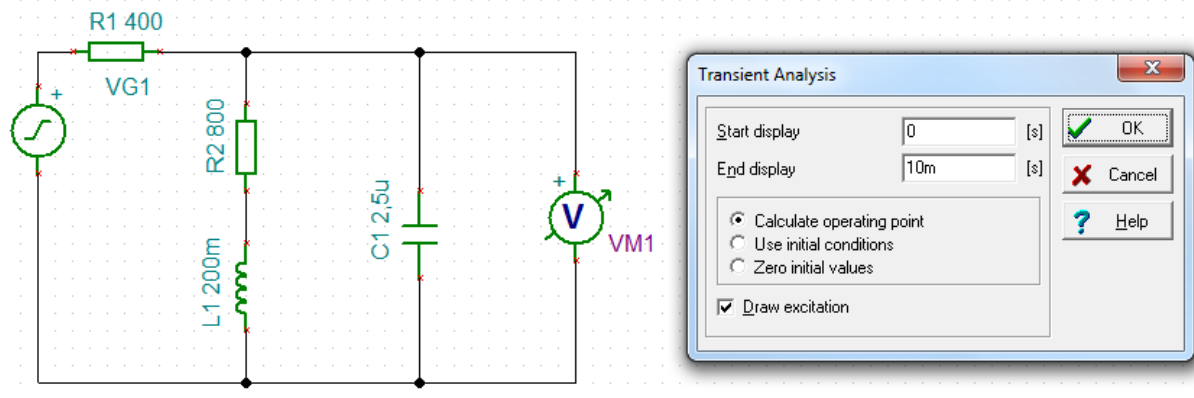 R1 400
VG1
+
R2 800
L1 200m
C1 2,5u
+
V
VM1
Transient Analysis
Start display 0 [s]
End display 10m [s]
Calculate operating point
Use initial conditions
Zero initial values
Draw excitation
OK
Cancel
? Help